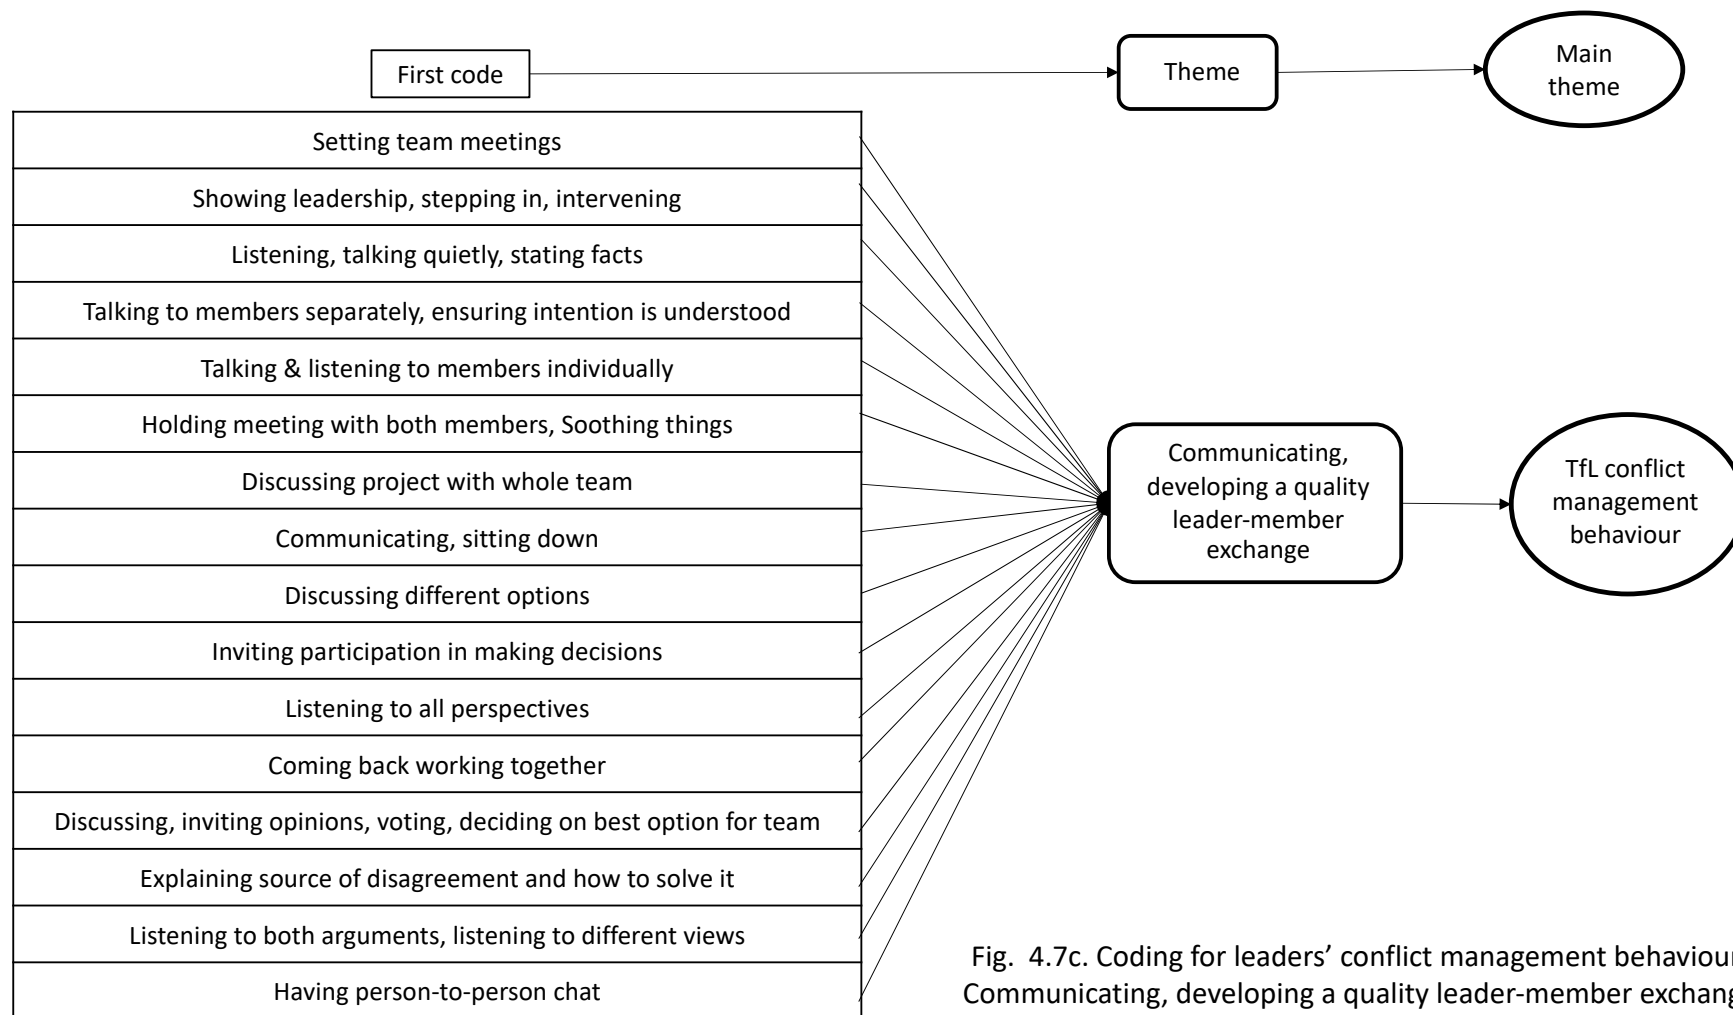 First code
Theme
Main
theme
Setting team meetings
Showing leadership, stepping in, intervening
Listening, talking quietly, stating facts
Talking to members separately, ensuring intention is understood
Talking & listening to members individually
Holding meeting with both members, Soothing things
Discussing project with whole team
Communicating, sitting down
Discussing different options
Inviting participation in making decisions
Listening to all perspectives
Coming back working together
Discussing, inviting opinions, voting, deciding on best option for team
Explaining source of disagreement and how to solve it
Listening to both arguments, listening to different views
Having person-to-person chat
Communicating,
developing a quality
leader-member
exchange
TfL conflict
management
behaviour
Fig. 4.7c. Coding for leaders’ conflict management behaviour
Communicating, developing a quality leader-member exchang